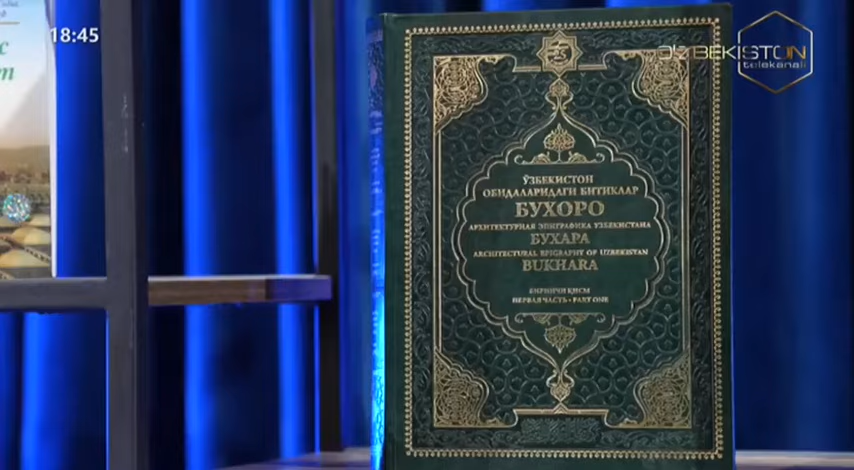 18:45
O'ZBEKISTON
telekanali
ЎЗБЕКИСТОН
ОБИДАЛАРИДАГИ БИТИКЛАР
БУХОРО
АРХИТЕКТУРНАЯ ЭПИГРАФИКА УЗБЕКИСТАНА
БУХАРА
ARCHITECTURAL EPIGRAPHY OF UZBEKISTAN
BUKHARA
БИРИНЧИ ҚИСМ
ПЕРВАЯ ЧАСТЬ • PART ONE